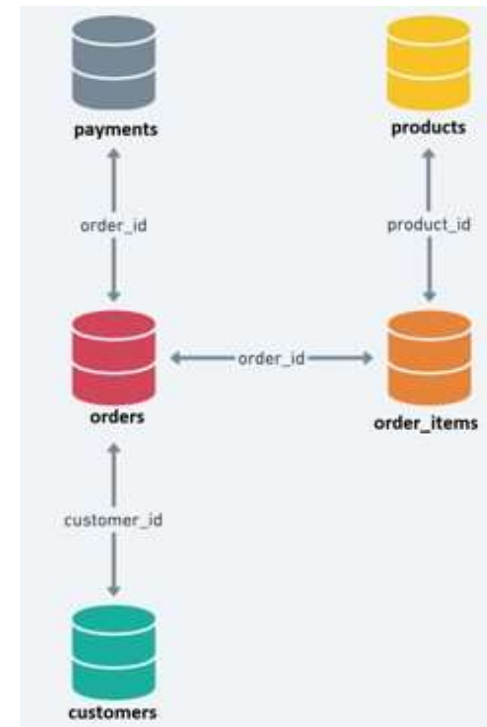 payments
products
order_id
product_id
order_id
orders
order_items
customer_id
customers